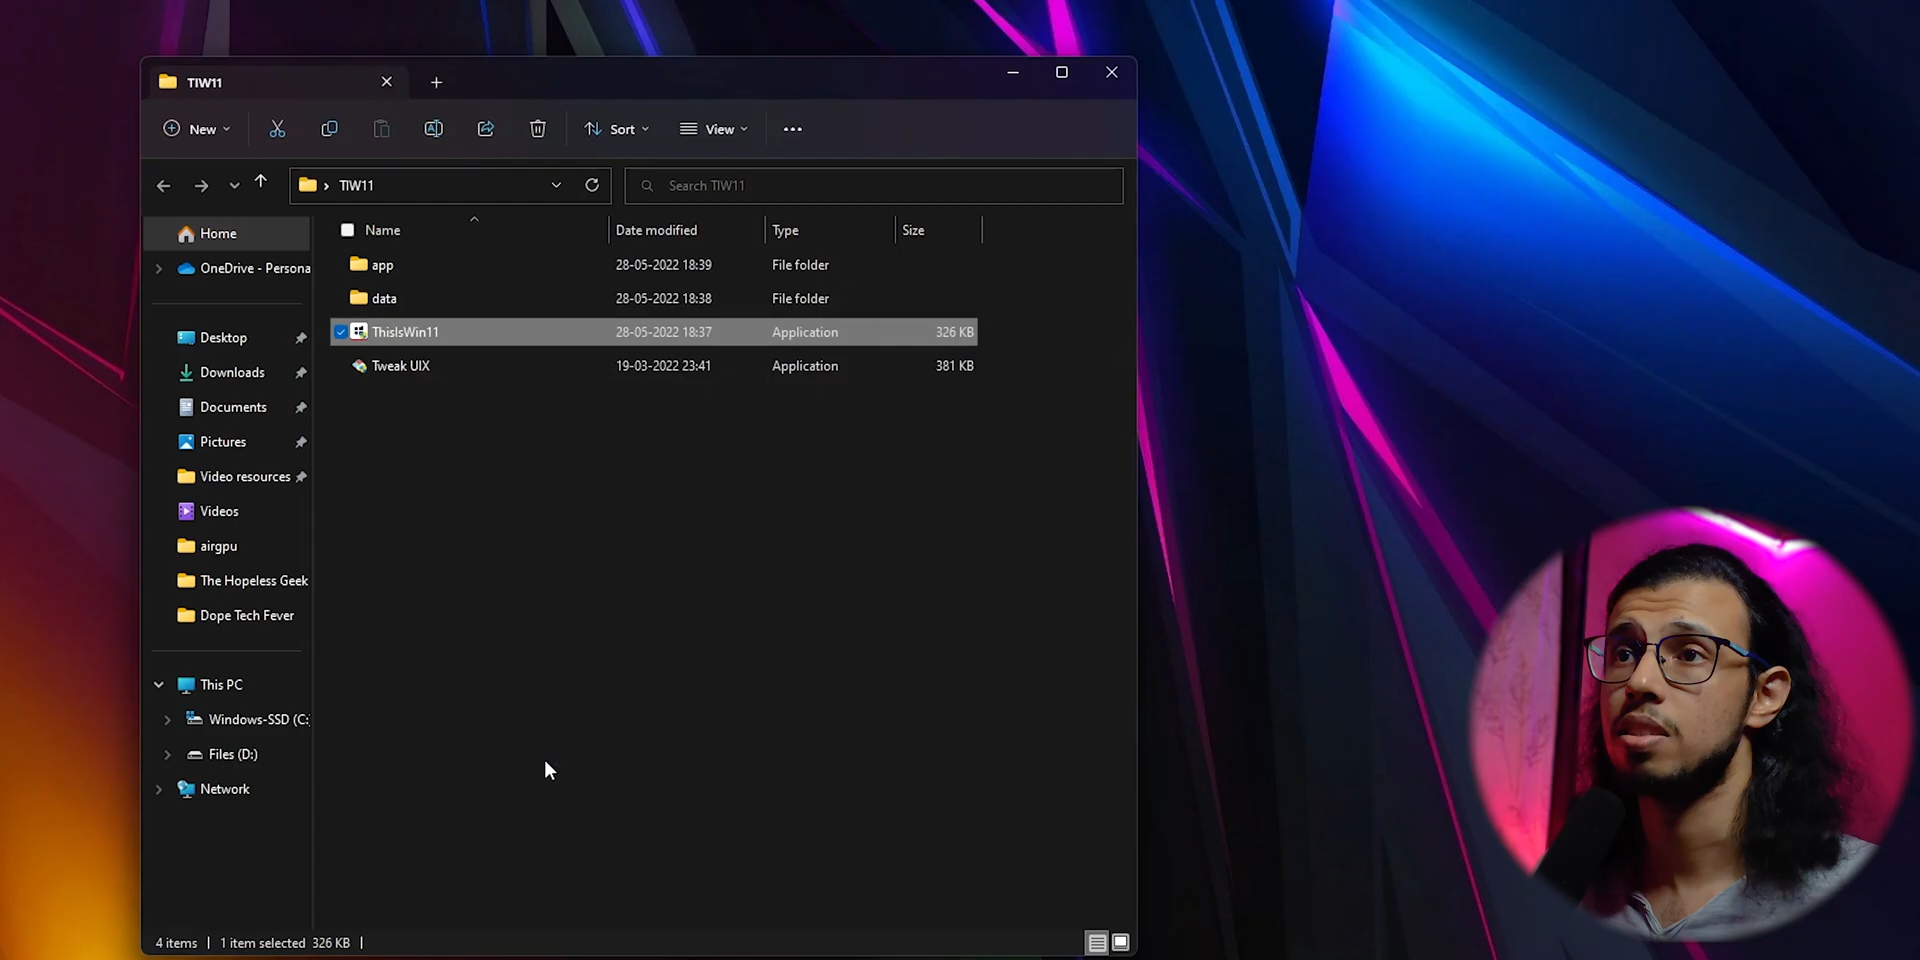 TIW11
New
Sort
View
TIW11
Search TIW11
Name
Date modified
Type
Size
Home
OneDrive - Persona
Desktop
Downloads
Documents
Pictures
Video resources
Videos
airgpu
The Hopeless Geek
Dope Tech Fever
This PC
Windows-SSD (C:)
Files (D:)
Network
app 28-05-2022 18:39 File folder
data 28-05-2022 18:38 File folder
ThisIsWin11 28-05-2022 18:37 Application 326 KB
Tweak UIX 19-03-2022 23:41 Application 381 KB
4 items
1 item selected 326 KB